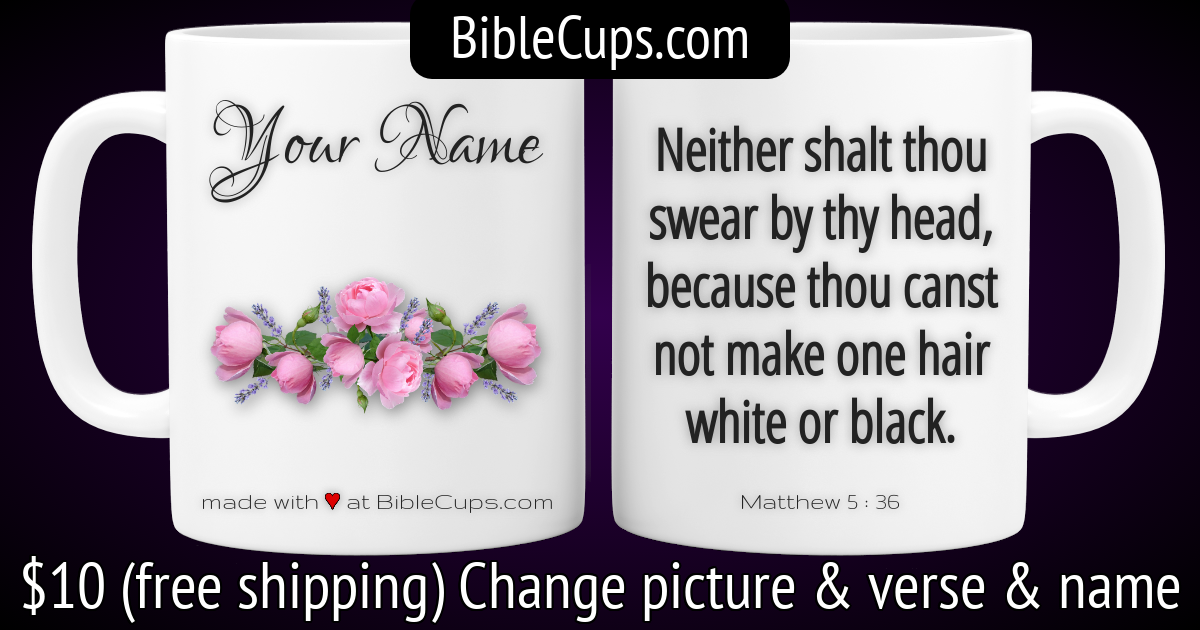 BibleCups.com
Your Name
made with ♥ at BibleCups.com
Neither shalt thou
swear by thy head,
because thou canst
not make one hair
white or black.
Matthew 5 : 36
$10 (free shipping) Change picture & verse & name